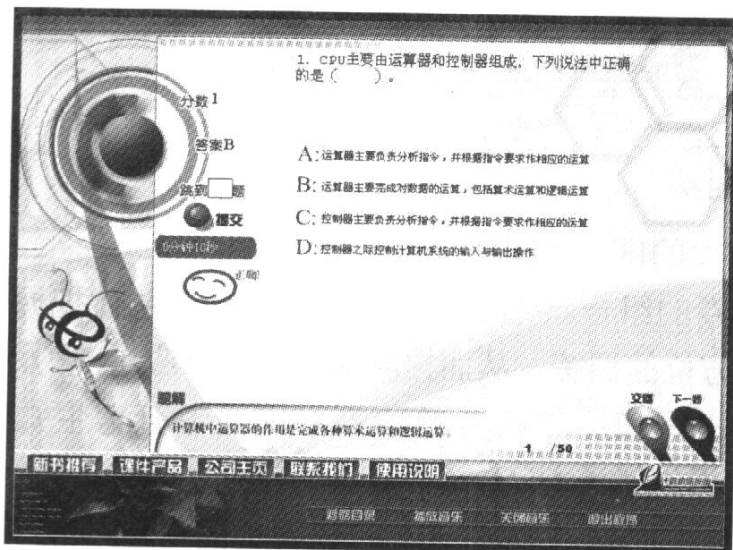 1. CPU主要由运算器和控制器组成, 下列说法中正确
的是（　　）。
分数1
答案B
跳到 题
提交
0分钟10秒
正确
A: 运算器主要负责分析指令，并根据指令要求作相应的运算
B: 运算器主要完成对数据的运算，包括算术运算和逻辑运算
C: 控制器主要负责分析指令，并根据指令要求作相应的运算
D: 控制器之际控制计算机系统的输入与输出操作
题解
计算机中运算器的作用是完成各种算术运算和逻辑运算。
交卷 下一题
1 /50
新书推荐 课件产品 公司主页 联系我们 使用说明
播放音乐 关闭音乐 退出程序